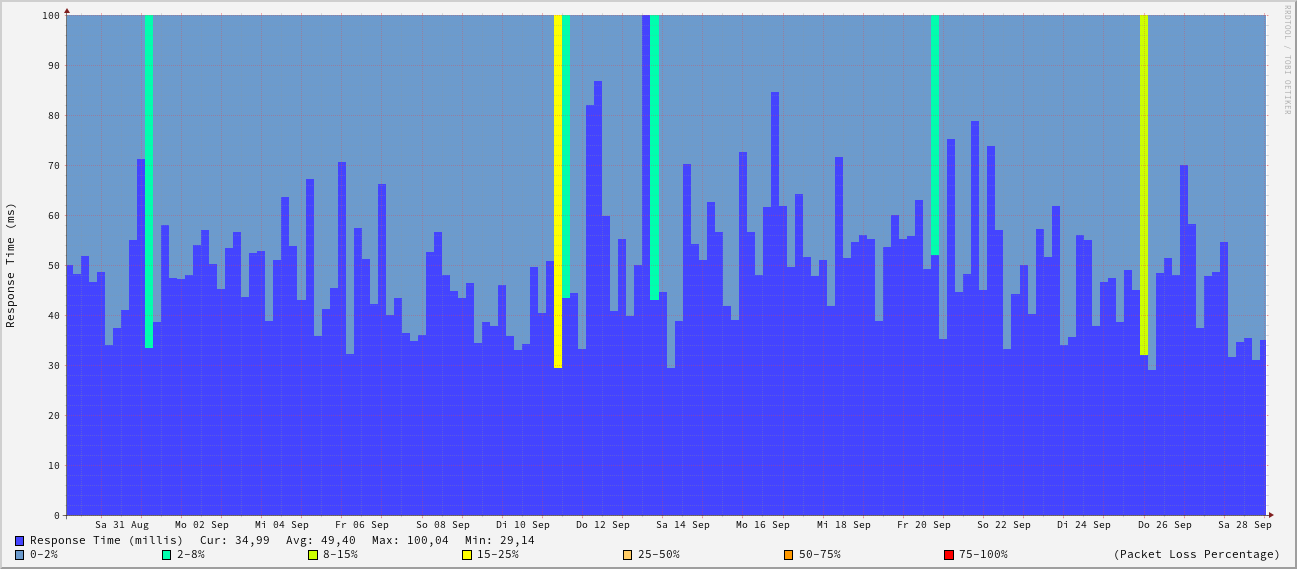 RRDTOOL / TOBI OETIKER
Response Time (ms)
100
90
80
70
60
50
40
30
20
10
0
Sa 31 Aug Mo 02 Sep Mi 04 Sep Fr 06 Sep So 08 Sep Di 10 Sep Do 12 Sep Sa 14 Sep Mo 16 Sep Mi 18 Sep Fr 20 Sep So 22 Sep Di 24 Sep Do 26 Sep Sa 28 Sep
Response Time (millis) Cur: 34,99 Avg: 49,40 Max: 100,04 Min: 29,14
0-2% 2-8% 8-15% 15-25% 25-50% 50-75% 75-100% (Packet Loss Percentage)